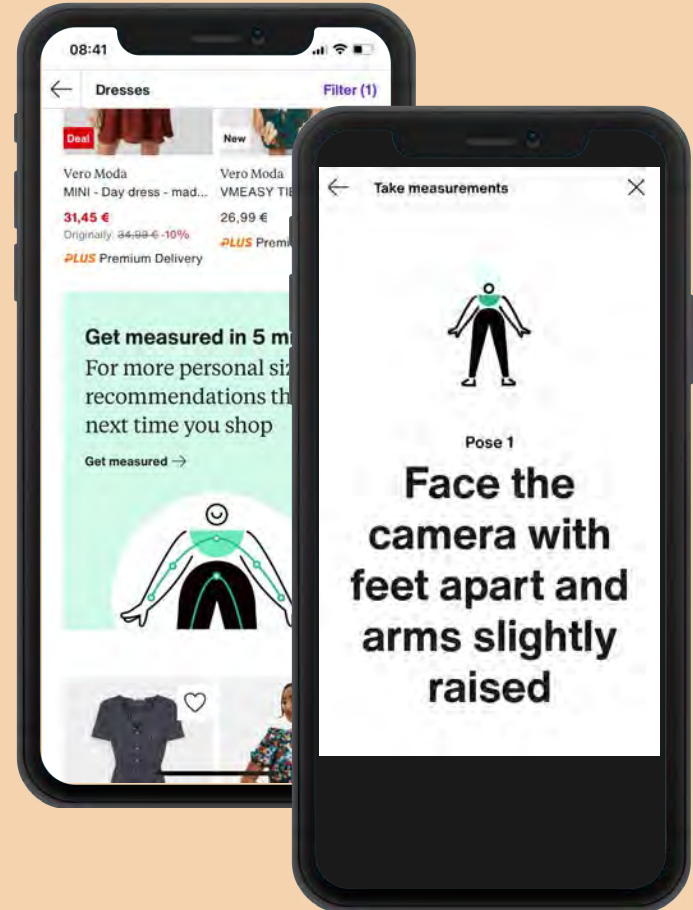 08:41
Dresses
Filter (1)
Deal
New
Vero Moda
MINI - Day dress - mad...
31,45 €
Originally: 34,99 € -10%
PLUS Premium Delivery
Vero Moda
VMEASY TIE
26,99 €
PLUS Premi
Get measured in 5 mi
For more personal siz
recommendations th
next time you shop
Get measured →
Take measurements
Pose 1
Face the
camera with
feet apart and
arms slightly
raised